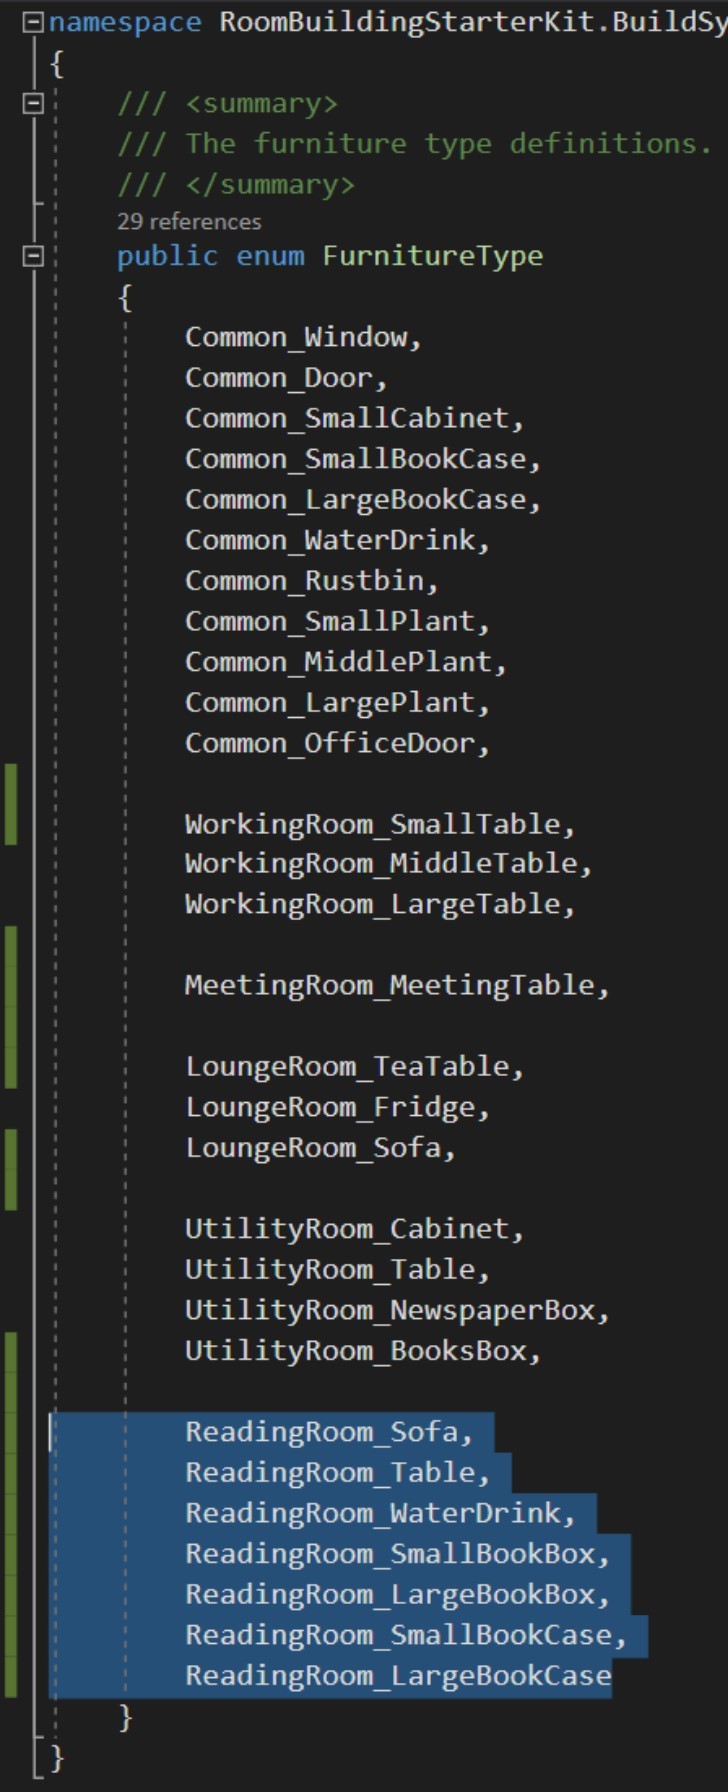 namespace RoomBuildingStarterKit.BuildSy
{
/// <summary>
/// The furniture type definitions.
/// </summary>
29 references
public enum FurnitureType
{
Common_Window,
Common_Door,
Common_SmallCabinet,
Common_SmallBookCase,
Common_LargeBookCase,
Common_WaterDrink,
Common_Rustbin,
Common_SmallPlant,
Common_MiddlePlant,
Common_LargePlant,
Common_OfficeDoor,
WorkingRoom_SmallTable,
WorkingRoom_MiddleTable,
WorkingRoom_LargeTable,
MeetingRoom_MeetingTable,
LoungeRoom_TeaTable,
LoungeRoom_Fridge,
LoungeRoom_Sofa,
UtilityRoom_Cabinet,
UtilityRoom_Table,
UtilityRoom_NewspaperBox,
UtilityRoom_BooksBox,
ReadingRoom_Sofa,
ReadingRoom_Table,
ReadingRoom_WaterDrink,
ReadingRoom_SmallBookBox,
ReadingRoom_LargeBookBox,
ReadingRoom_SmallBookCase,
ReadingRoom_LargeBookCase
}
}